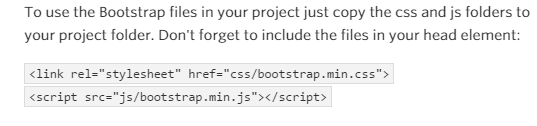 To use the Bootstrap files in your project just copy the css and js folders to
your project folder. Don't forget to include the files in your head element:
<link rel="stylesheet" href="css/bootstrap.min.css">
<script src="js/bootstrap.min.js"></script>